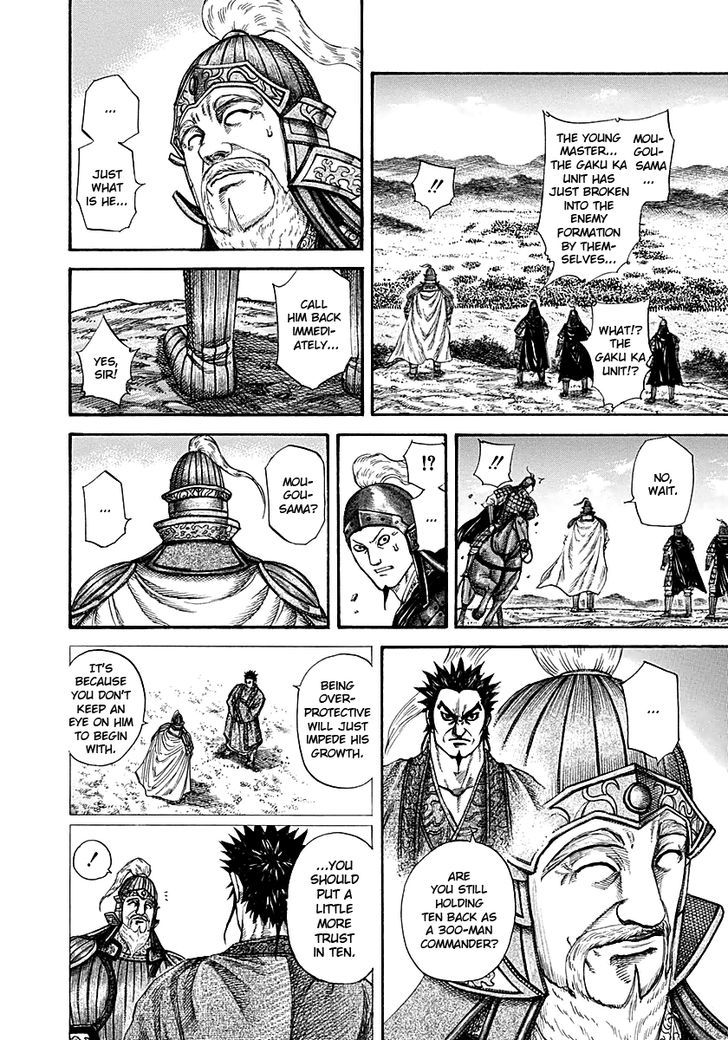 MOU-
GOU-
SAMA
...
THE YOUNG
MASTER...
THE GAKU KA
UNIT HAS
JUST BROKEN
INTO THE
ENEMY
FORMATION
BY THEM-
SELVES...
!!
WHAT!?
THE
GAKU KA
UNIT!?
...
JUST
WHAT
IS HE...
CALL
HIM BACK
IMMEDI-
ATELY...
YES,
SIR!
NO,
WAIT.
!!
!?
...
MOU-
GOU-
SAMA?
...
...
ARE
YOU STILL
HOLDING
TEN BACK AS
A 300-MAN
COMMANDER?
BEING
OVER-
PROTECTIVE
WILL JUST
IMPEDE HIS
GROWTH.
IT'S
BECAUSE
YOU DON'T
KEEP AN
EYE ON HIM
TO BEGIN
WITH.
...YOU
SHOULD
PUT A
LITTLE
MORE
TRUST
IN TEN.
!